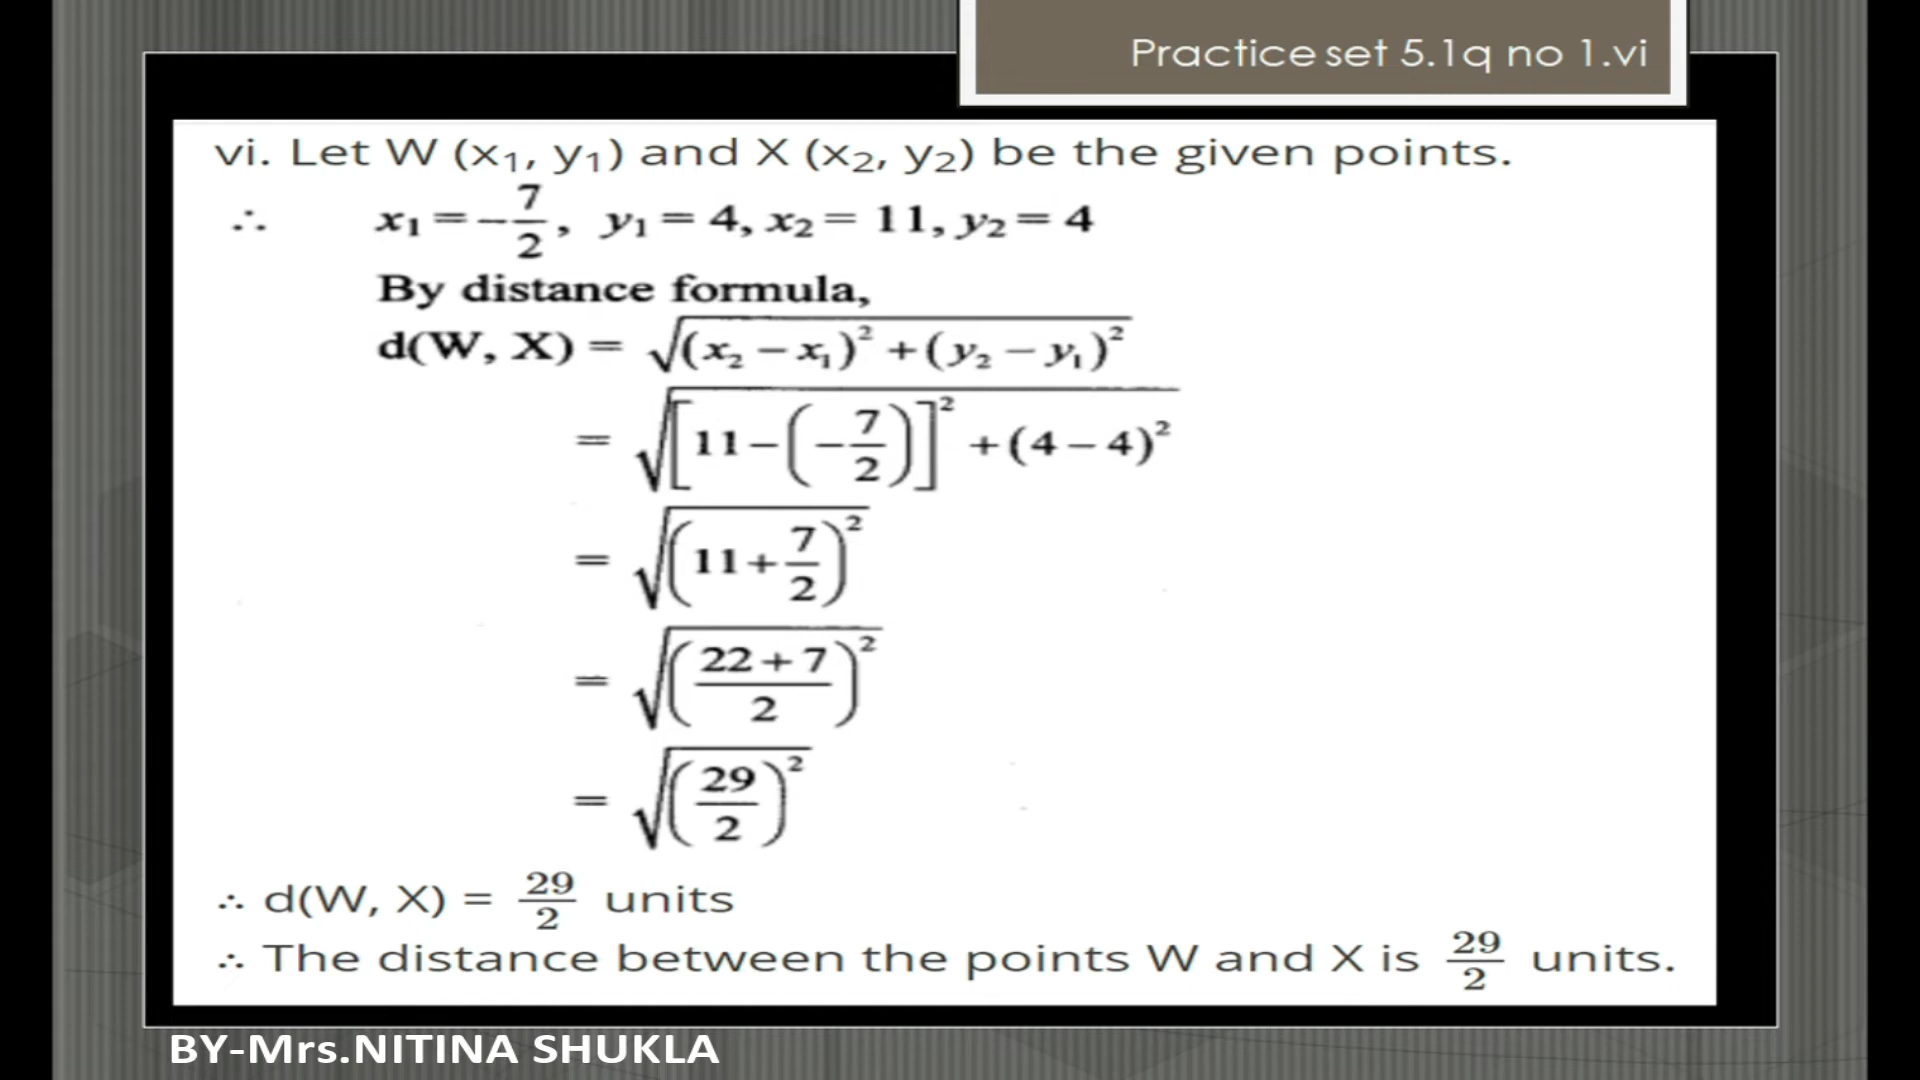 Practice set 5.1q no 1.vi
vi. Let W (x₁, y₁) and X (x₂, y₂) be the given points.
∴ x₁ = −7/2, y₁ = 4, x₂ = 11, y₂ = 4
By distance formula,
d(W, X) = √((x₂ − x₁)² + (y₂ − y₁)²)
= √([11 − (−7/2)]² + (4 − 4)²)
= √((11 + 7/2)²)
= √(((22 + 7)/2)²)
= √((29/2)²)
∴ d(W, X) = 29/2 units
∴ The distance between the points W and X is 29/2 units.
BY-Mrs.NITINA SHUKLA